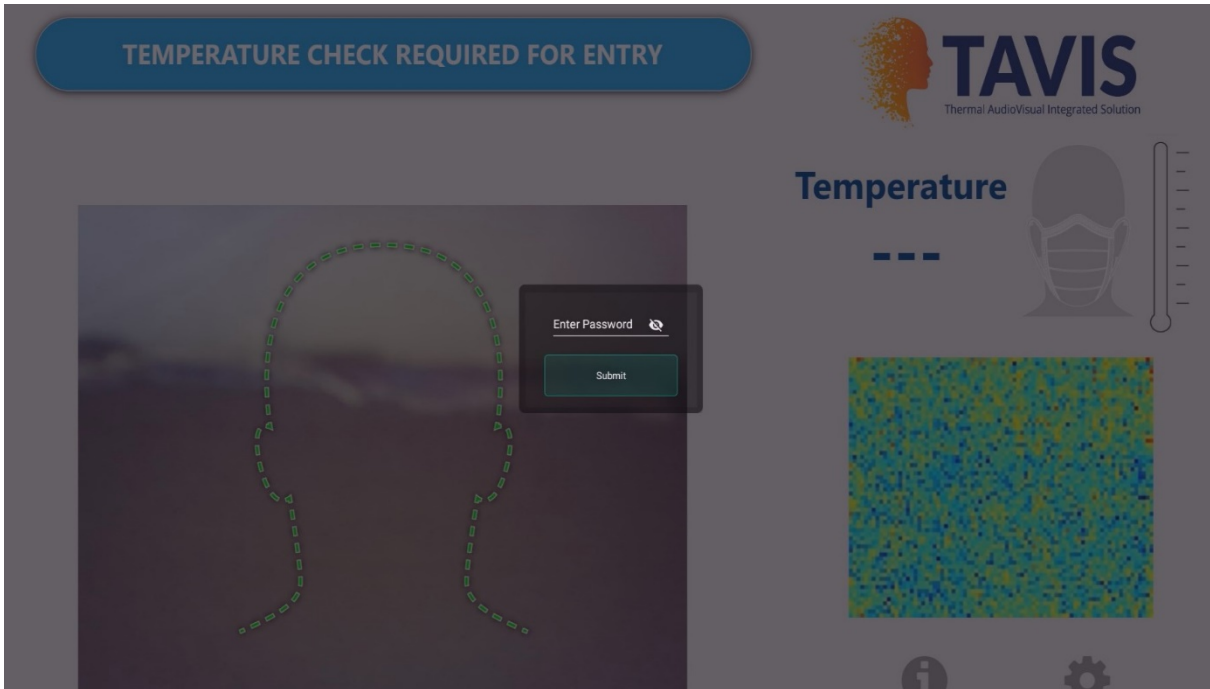 TEMPERATURE CHECK REQUIRED FOR ENTRY
TAVIS
Thermal AudioVisual Integrated Solution
Temperature
---
Enter Password
Submit